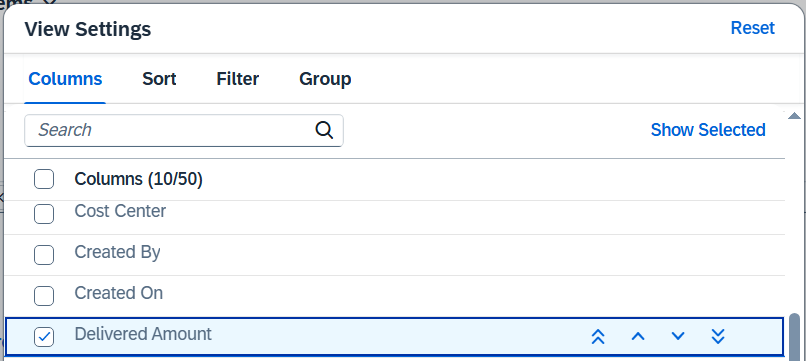 View Settings
Reset
Columns Sort Filter Group
Search
Show Selected
Columns (10/50)
Cost Center
Created By
Created On
Delivered Amount